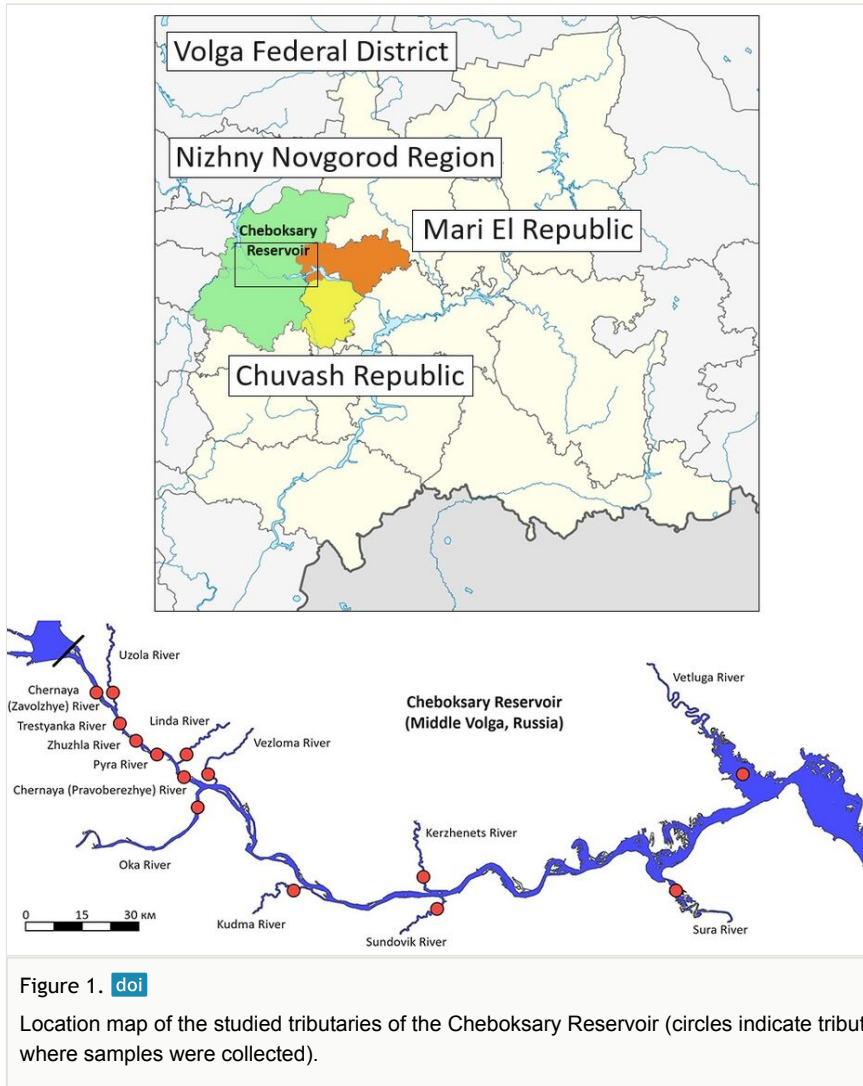 Volga Federal District
Nizhny Novgorod Region
Cheboksary
Reservoir
Mari El Republic
Chuvash Republic
Uzola River
Chernaya
(Zavolzhye) River
Trestyanka River
Linda River
Zhuzhla River
Vezloma River
Pyra River
Chernaya (Pravoberezhye) River
Oka River
Cheboksary Reservoir
(Middle Volga, Russia)
Vetluga River
Kerzhenets River
Kudma River
Sundovik River
Sura River
0 15 30 км
Figure 1. doi
Location map of the studied tributaries of the Cheboksary Reservoir (circles indicate tribut
where samples were collected).